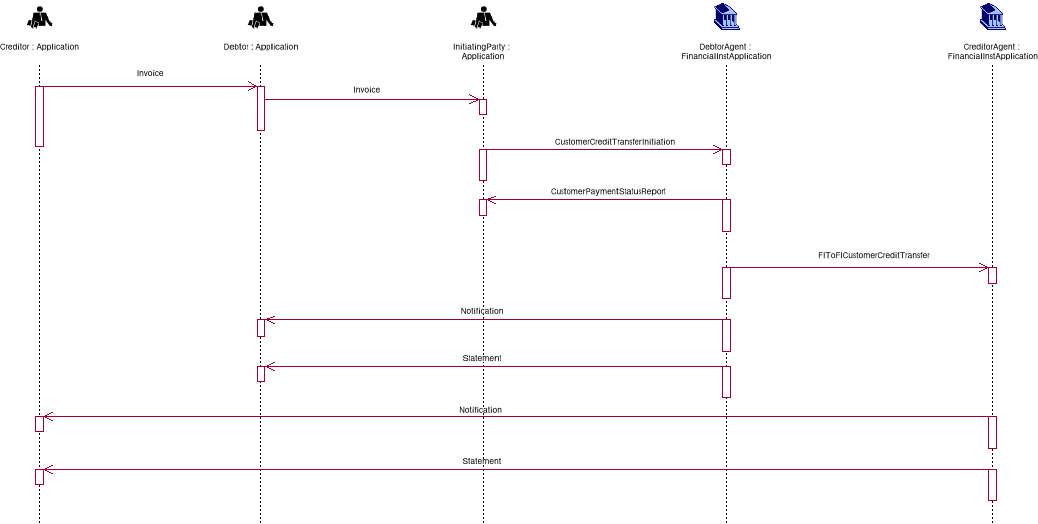 Creditor : Application
Debtor : Application
InitiatingParty :
Application
DebtorAgent :
FinancialInstApplication
CreditorAgent :
FinancialInstApplication
Invoice
Invoice
CustomerCreditTransferInitiation
CustomerPaymentStatusReport
FIToFICustomerCreditTransfer
Notification
Statement
Notification
Statement